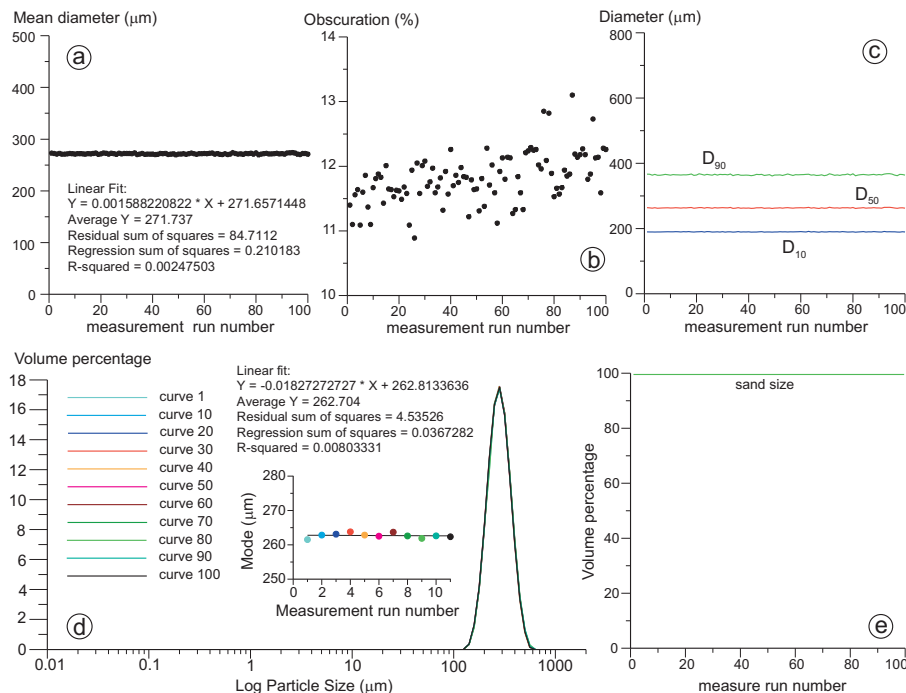 Mean diameter (μm)
500
400
300
200
100
0
a
Linear Fit:
Y = 0.001588220822 * X + 271.6571448
Average Y = 271.737
Residual sum of squares = 84.7112
Regression sum of squares = 0.210183
R-squared = 0.00247503
0 20 40 60 80 100
measurement run number
Obscuration (%)
14
13
12
11
10
b
0 20 40 60 80 100
measurement run number
Diameter (μm)
800
600
400
200
0
c
D90
D50
D10
0 20 40 60 80 100
measurement run number
Volume percentage
18
16
14
12
10
8
6
4
2
0
curve 1
curve 10
curve 20
curve 30
curve 40
curve 50
curve 60
curve 70
curve 80
curve 90
curve 100
d
Linear fit:
Y = -0.01827272727 * X + 262.8133636
Average Y = 262.704
Residual sum of squares = 4.53526
Regression sum of squares = 0.0367282
R-squared = 0.00803331
Mode (μm)
280
270
260
250
0 2 4 6 8 10
Measurement run number
0.01 0.1 1 10 100 1000
Log Particle Size (μm)
Volume percentage
100
80
60
40
20
0
sand size
e
0 20 40 60 80 100
measure run number